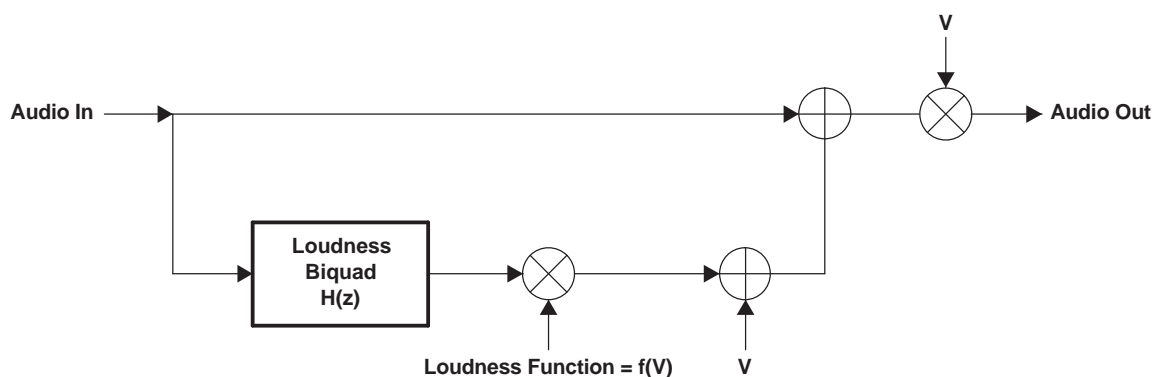 V
Audio In
Audio Out
Loudness
Biquad
H(z)
Loudness Function = f(V)
V